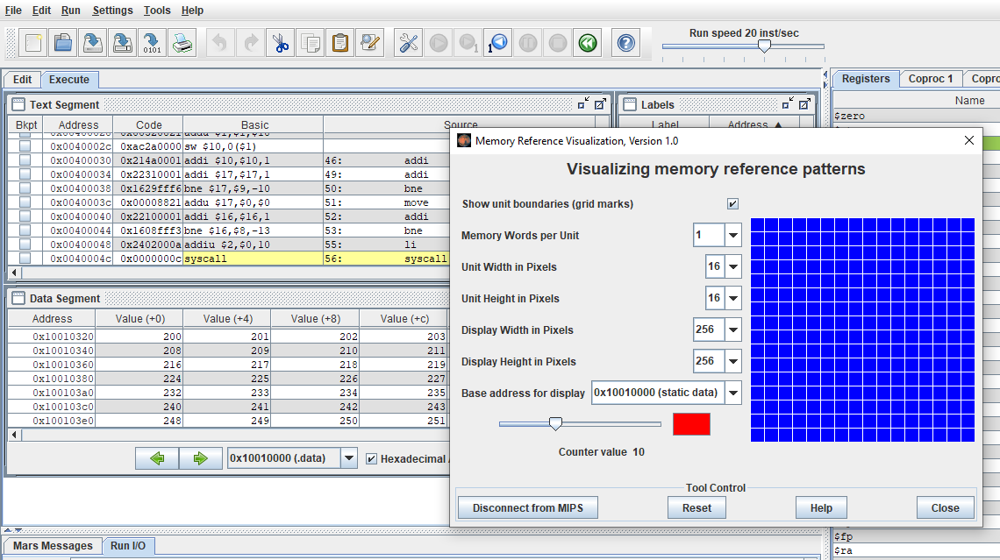 File Edit Run Settings Tools Help
0101
1
1
Run speed 20 inst/sec
Edit Execute
Registers Coproc 1 Copro
Text Segment
Labels
Bkpt Address Code Basic Source
Label Address ▲
Name
$zero
0x0040002c 0xac2a0000 sw $10,0($1)
0x00400030 0x214a0001 addi $10,$10,1 46: addi
0x00400034 0x22310001 addi $17,$17,1 49: addi
0x00400038 0x1629fff6 bne $17,$9,-10 50: bne
0x0040003c 0x00008821 addu $17,$0,$0 51: move
0x00400040 0x22100001 addi $16,$16,1 52: addi
0x00400044 0x1608fff3 bne $16,$8,-13 53: bne
0x00400048 0x2402000a addiu $2,$0,10 55: li
0x0040004c 0x0000000c syscall 56: syscall
Data Segment
Address Value (+0) Value (+4) Value (+8) Value (+c)
0x10010320 200 201 202 203
0x10010340 208 209 210 211
0x10010360 216 217 218 219
0x10010380 224 225 226 227
0x100103a0 232 233 234 235
0x100103c0 240 241 242 243
0x100103e0 248 249 250 251
0x10010000 (.data) Hexadecimal
Memory Reference Visualization, Version 1.0
Visualizing memory reference patterns
Show unit boundaries (grid marks)
Memory Words per Unit 1
Unit Width in Pixels 16
Unit Height in Pixels 16
Display Width in Pixels 256
Display Height in Pixels 256
Base address for display 0x10010000 (static data)
Counter value 10
Tool Control
Disconnect from MIPS Reset Help Close
Mars Messages Run I/O
$fp
$ra